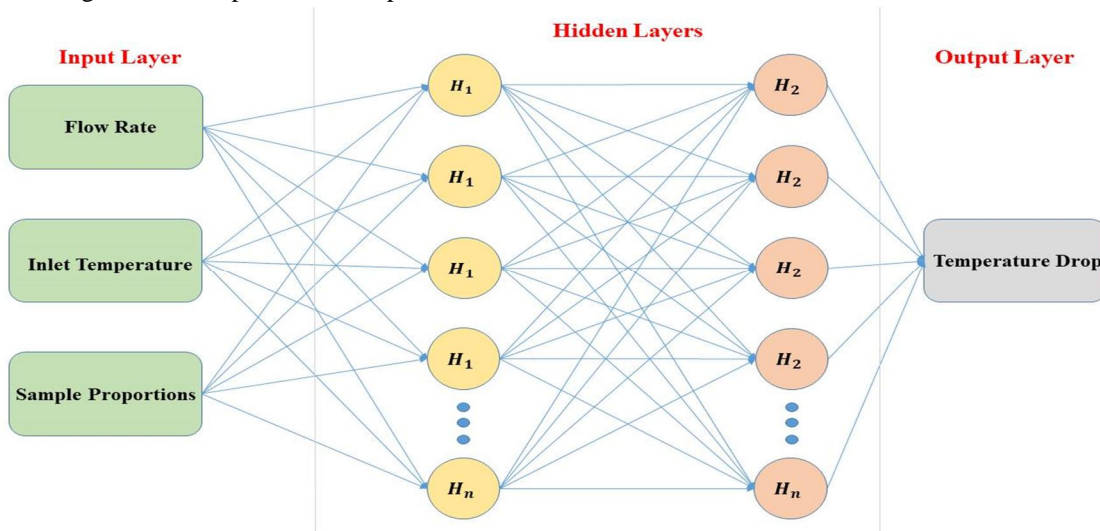 Hidden Layers
Input Layer
Output Layer
Flow Rate
Inlet Temperature
Sample Proportions
H₁
H₁
H₁
H₁
Hₙ
H₂
H₂
H₂
H₂
Hₙ
Temperature Drop